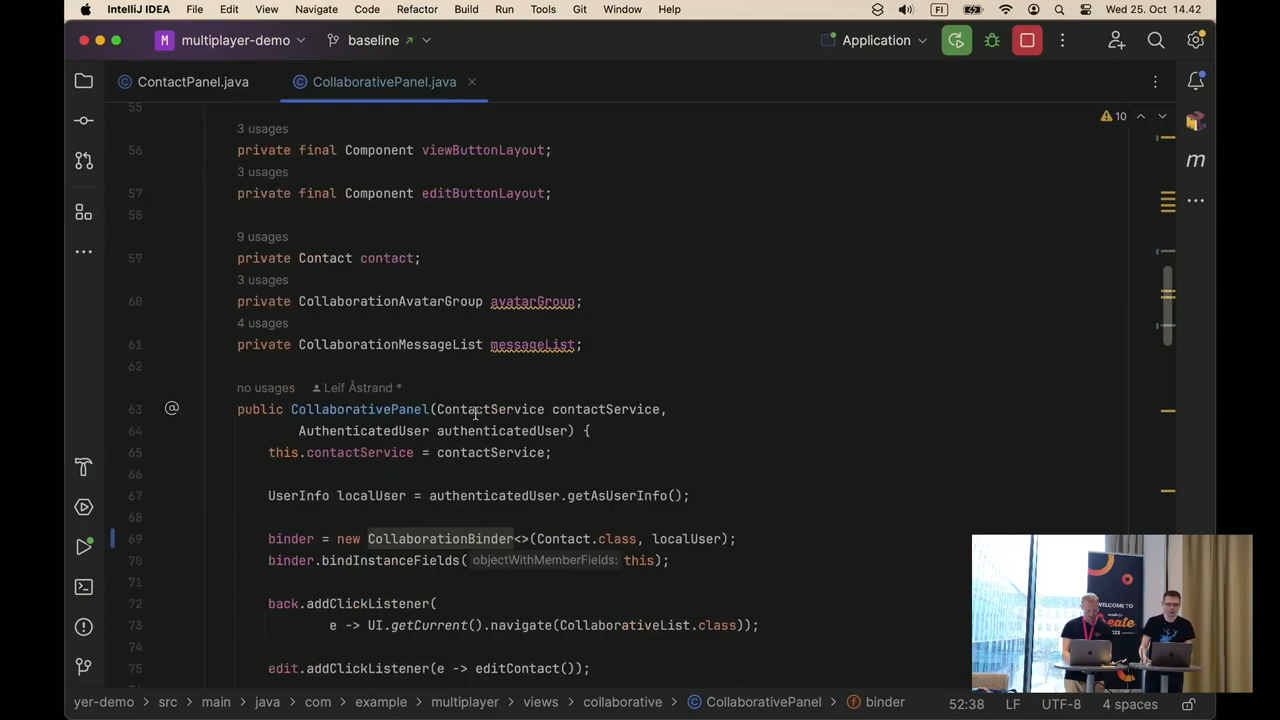 IntelliJ IDEA File Edit View Navigate Code Refactor Build Run Tools Git Window Help FI Wed 25. Oct 14.42
M multiplayer-demo baseline Application
ContactPanel.java CollaborativePanel.java
55
10
3 usages
56 private final Component viewButtonLayout;
3 usages
57 private final Component editButtonLayout;
58
9 usages
57 private Contact contact;
3 usages
60 private CollaborationAvatarGroup avatarGroup;
4 usages
61 private CollaborationMessageList messageList;
62
no usages Leif Åstrand *
63 public CollaborativePanel(ContactService contactService,
64 AuthenticatedUser authenticatedUser) {
65 this.contactService = contactService;
66
67 UserInfo localUser = authenticatedUser.getAsUserInfo();
68
69 binder = new CollaborationBinder<>(Contact.class, localUser);
70 binder.bindInstanceFields( objectWithMemberFields: this);
71
72 back.addClickListener(
73 e -> UI.getCurrent().navigate(CollaborativeList.class));
74
75 edit.addClickListener(e -> editContact());
WELCOME TO
yer-demo src main java com example multiplayer views collaborative CollaborativePanel binder 52:38 LF UTF-8 4 spaces